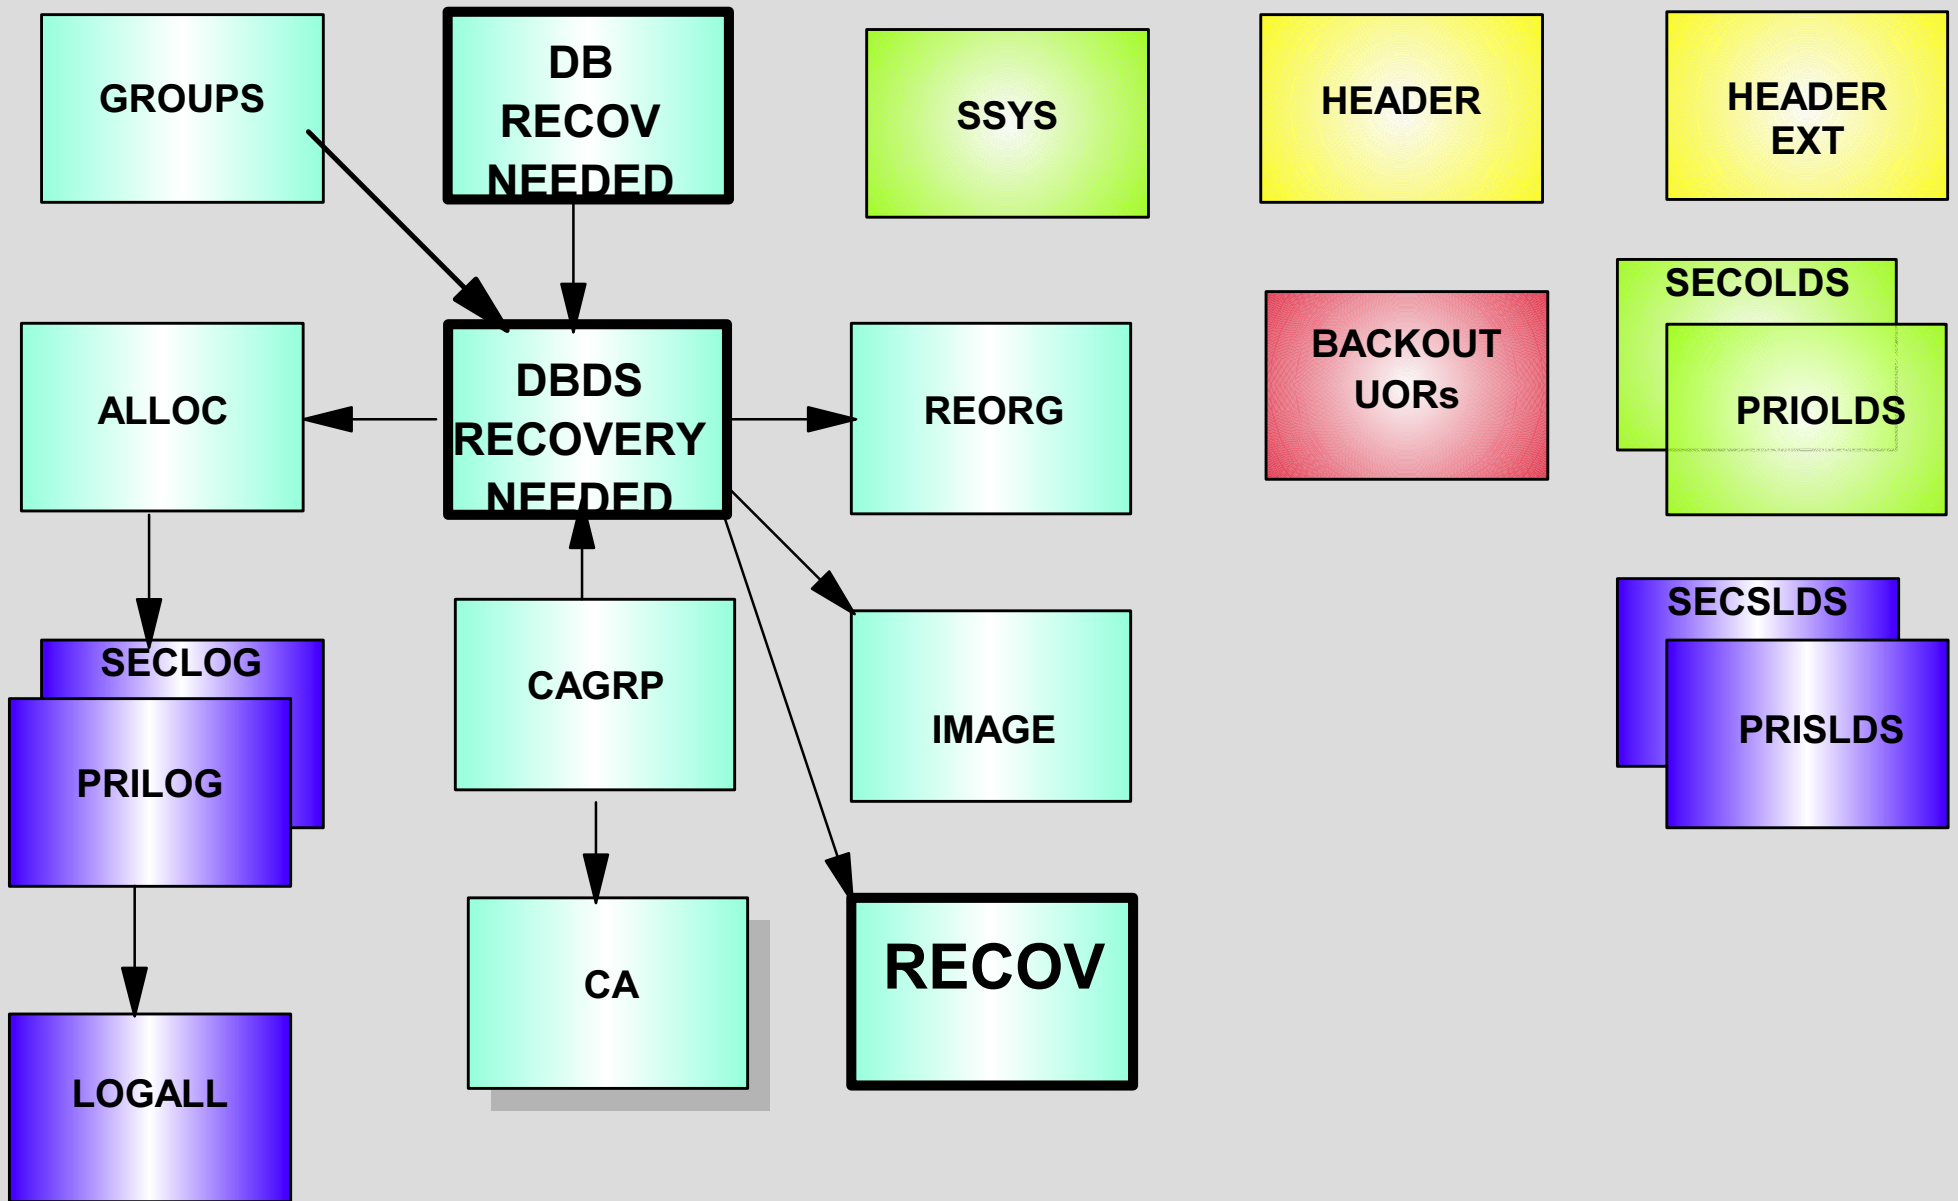 GROUPS
DB
RECOV
NEEDED
SSYS
HEADER
HEADER
EXT
ALLOC
DBDS
RECOVERY
NEEDED
REORG
BACKOUT
UORs
SECOLDS
PRIOLDS
SECLOG
PRILOG
CAGRP
IMAGE
SECSLDS
PRISLDS
LOGALL
CA
RECOV